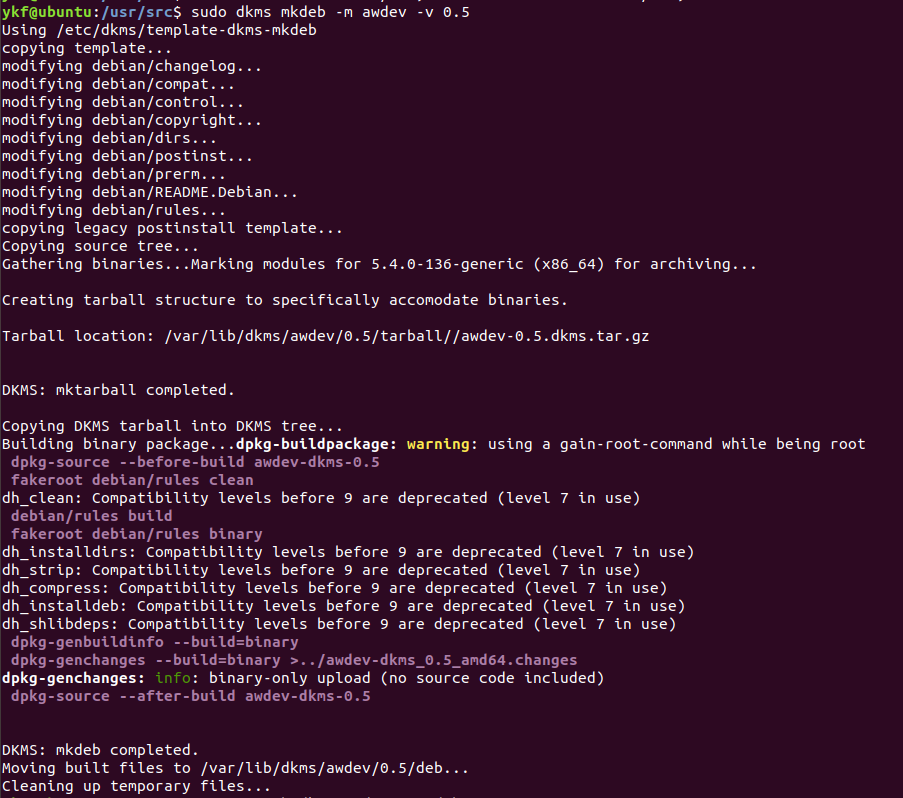 ykf@ubuntu:/usr/src$ sudo dkms mkdeb -m awdev -v 0.5
Using /etc/dkms/template-dkms-mkdeb
copying template...
modifying debian/changelog...
modifying debian/compat...
modifying debian/control...
modifying debian/copyright...
modifying debian/dirs...
modifying debian/postinst...
modifying debian/prerm...
modifying debian/README.Debian...
modifying debian/rules...
copying legacy postinstall template...
Copying source tree...
Gathering binaries...Marking modules for 5.4.0-136-generic (x86_64) for archiving...
Creating tarball structure to specifically accomodate binaries.
Tarball location: /var/lib/dkms/awdev/0.5/tarball//awdev-0.5.dkms.tar.gz
DKMS: mktarball completed.
Copying DKMS tarball into DKMS tree...
Building binary package...dpkg-buildpackage: warning: using a gain-root-command while being root
dpkg-source --before-build awdev-dkms-0.5
fakeroot debian/rules clean
dh_clean: Compatibility levels before 9 are deprecated (level 7 in use)
debian/rules build
fakeroot debian/rules binary
dh_installdirs: Compatibility levels before 9 are deprecated (level 7 in use)
dh_strip: Compatibility levels before 9 are deprecated (level 7 in use)
dh_compress: Compatibility levels before 9 are deprecated (level 7 in use)
dh_installdeb: Compatibility levels before 9 are deprecated (level 7 in use)
dh_shlibdeps: Compatibility levels before 9 are deprecated (level 7 in use)
dpkg-genbuildinfo --build=binary
dpkg-genchanges --build=binary >../awdev-dkms_0.5_amd64.changes
dpkg-genchanges: info: binary-only upload (no source code included)
dpkg-source --after-build awdev-dkms-0.5
DKMS: mkdeb completed.
Moving built files to /var/lib/dkms/awdev/0.5/deb...
Cleaning up temporary files...